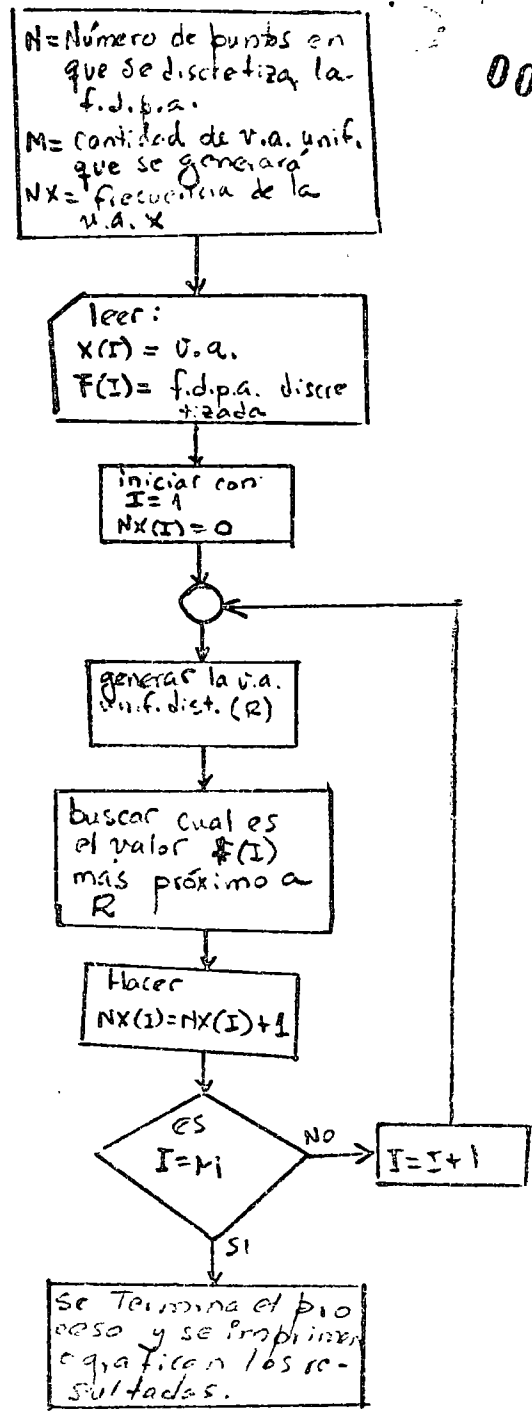 00
N=Número de puntos en
que se discretiza la
f.d.p.a.
M= cantidad de v.a. unif.
que se generará
NX= frecuencia de la
v.a. x
leer:
X(I) = v.a.
F(I)= f.d.p.a. discre
tizada
iniciar con
I=1
NX(I)=0
generar la v.a.
unif. dist. (R)
buscar cual es
el valor F(I)
más próximo a
R
Hacer
NX(I)=NX(I)+1
es
I=M
NO
I=I+1
SI
Se Termina el pro
ceso y se imprimen
o grafican los re-
sultados.